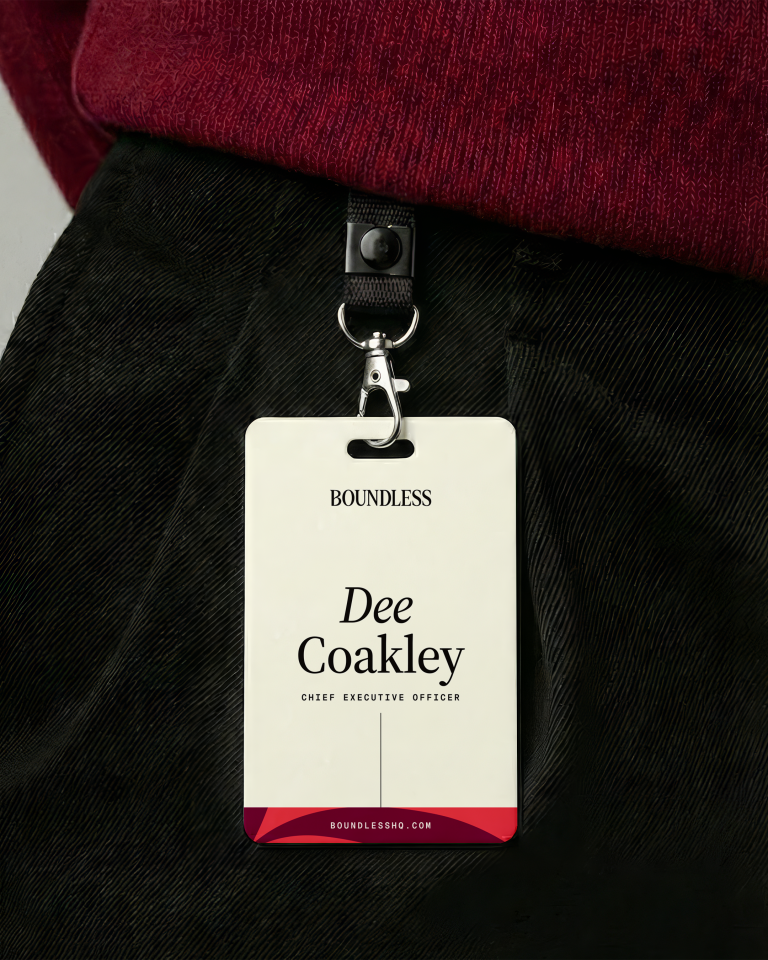 BOUNDLESS
Dee
Coakley
CHIEF EXECUTIVE OFFICER
BOUNDLESSHQ.COM